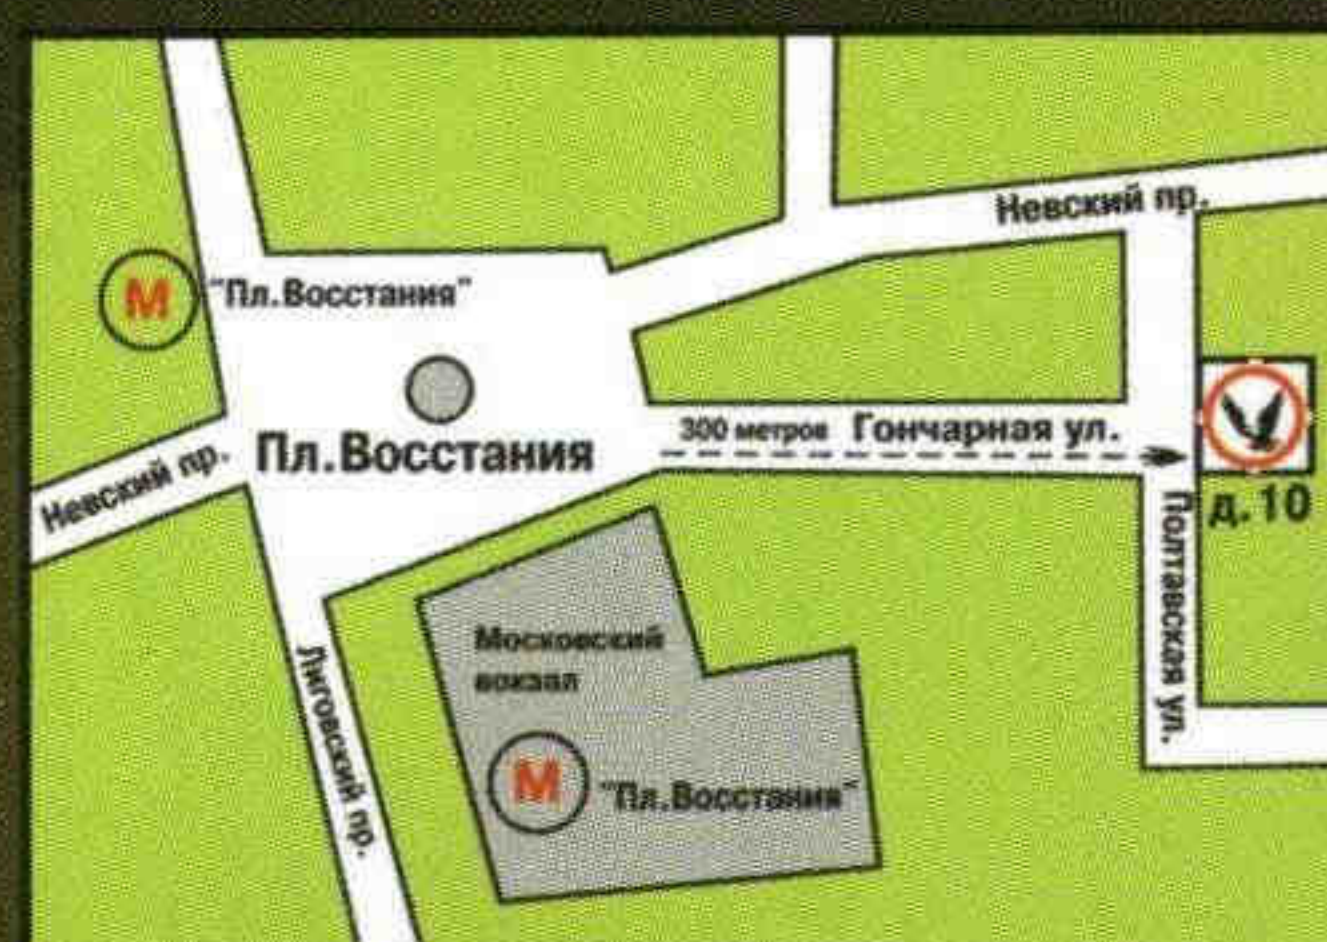 Невский пр.
М
"Пл.Восстания"
300 метров
Гончарная ул.
Пл.Восстания
Невский пр.
д.10
Полтавская ул.
Московский
вокзал
Лиговский пр.
М
"Пл.Восстания"